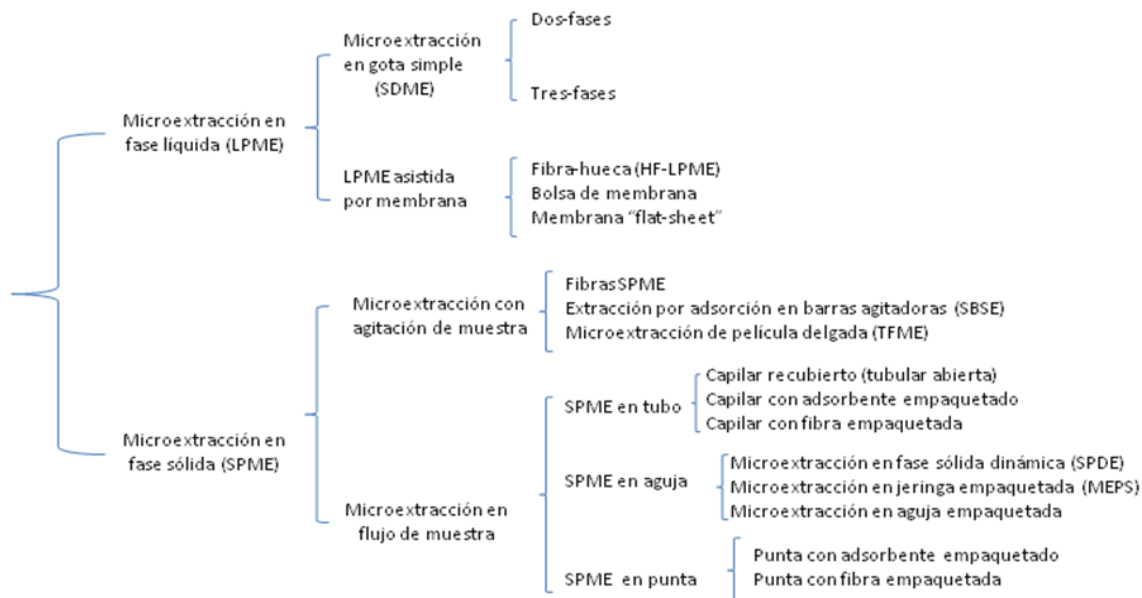 Microextracción en
fase líquida (LPME)
Microextracción
en gota simple
(SDME)
Dos-fases
Tres-fases
LPME asistida
por membrana
Fibra-hueca (HF-LPME)
Bolsa de membrana
Membrana “flat-sheet”
Microextracción en
fase sólida (SPME)
Microextracción con
agitación de muestra
Fibras SPME
Extracción por adsorción en barras agitadoras (SBSE)
Microextracción de película delgada (TFME)
Microextracción en
flujo de muestra
SPME en tubo
Capilar recubierto (tubular abierta)
Capilar con adsorbente empaquetado
Capilar con fibra empaquetada
SPME en aguja
Microextracción en fase sólida dinámica (SPDE)
Microextracción en jeringa empaquetada (MEPS)
Microextracción en aguja empaquetada
SPME en punta
Punta con adsorbente empaquetado
Punta con fibra empaquetada